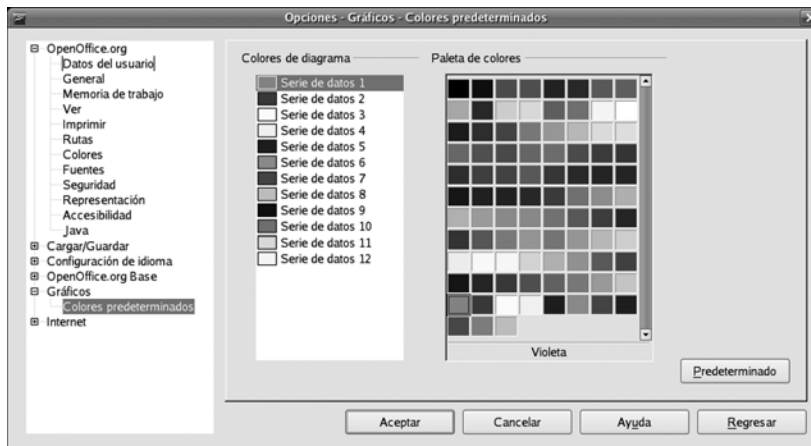 Opciones - Gráficos - Colores predeterminados
OpenOffice.org
Datos del usuario
General
Memoria de trabajo
Ver
Imprimir
Rutas
Colores
Fuentes
Seguridad
Representación
Accesibilidad
Java
Cargar/Guardar
Configuración de idioma
OpenOffice.org Base
Gráficos
Colores predeterminados
Internet
Colores de diagrama
Serie de datos 1
Serie de datos 2
Serie de datos 3
Serie de datos 4
Serie de datos 5
Serie de datos 6
Serie de datos 7
Serie de datos 8
Serie de datos 9
Serie de datos 10
Serie de datos 11
Serie de datos 12
Paleta de colores
Violeta
Predeterminado
Aceptar
Cancelar
Ayuda
Regresar